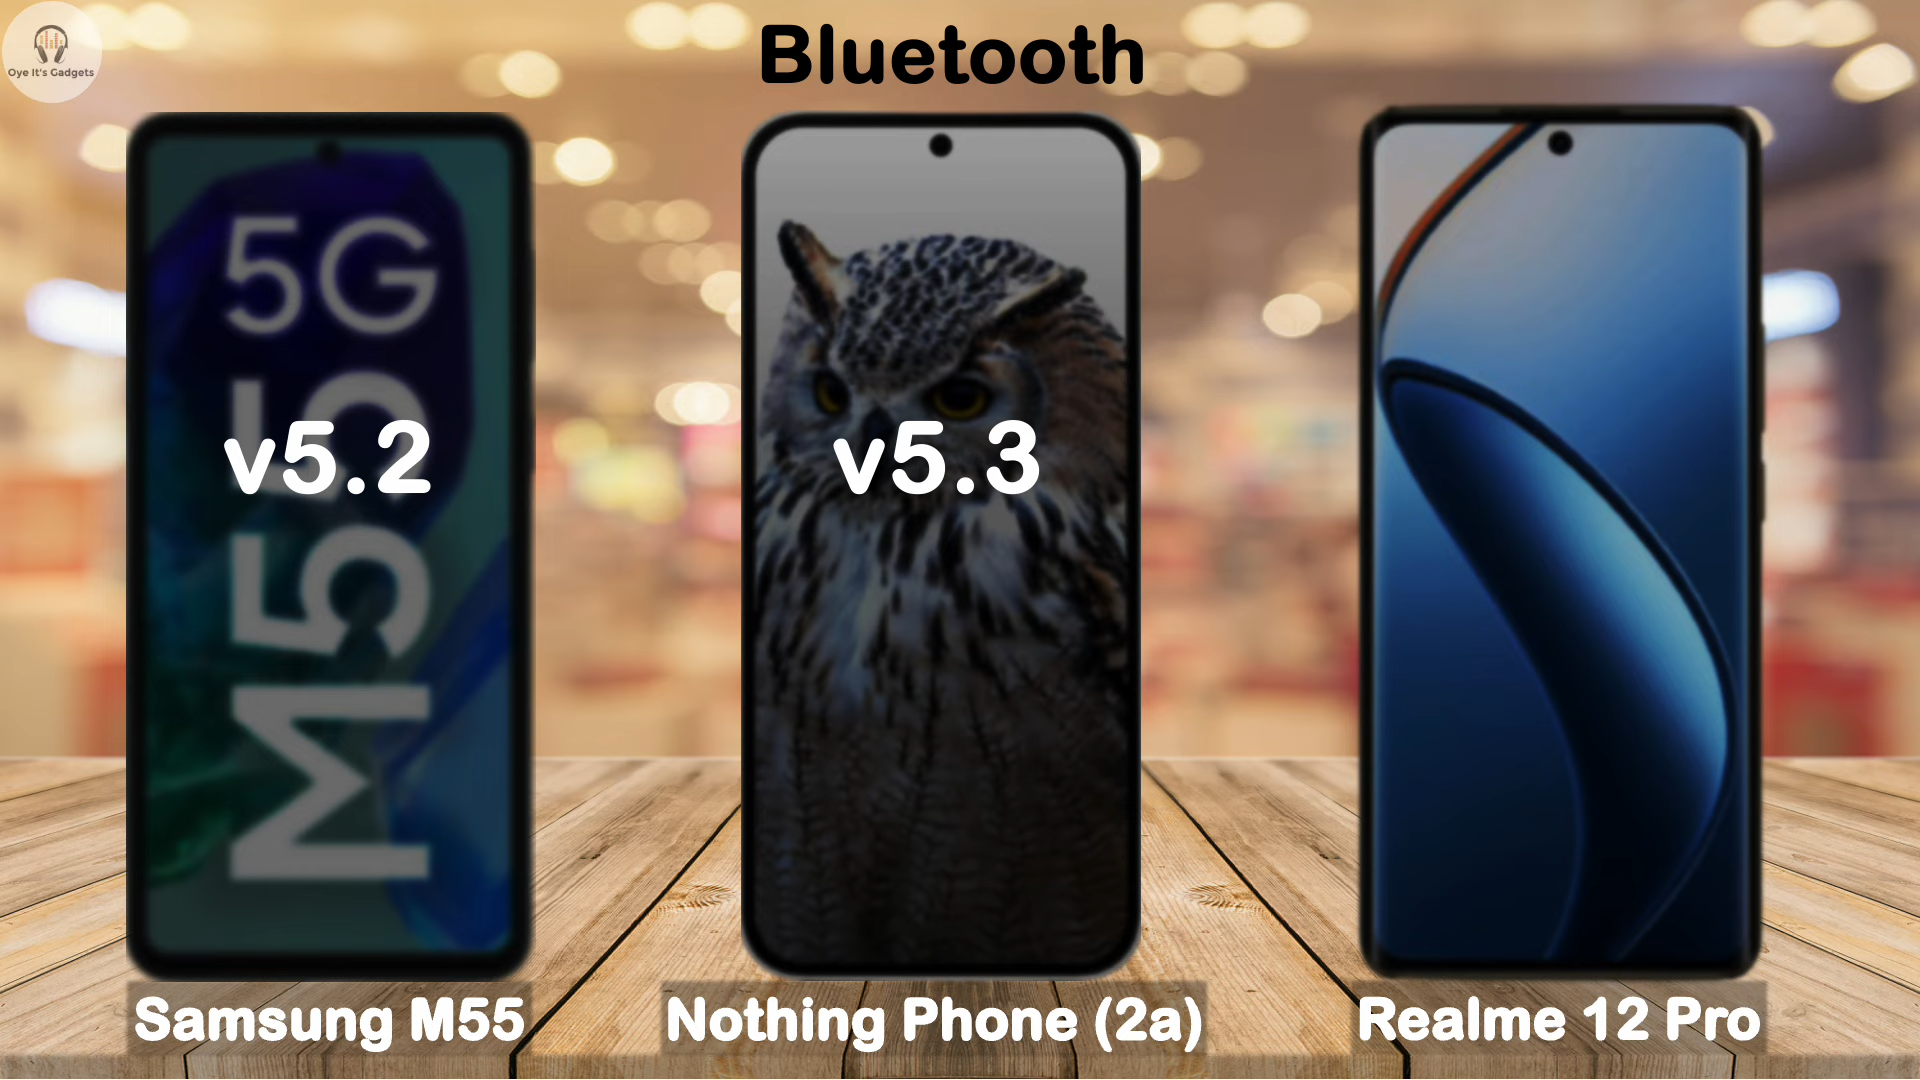 Oye It's Gadgets
Bluetooth
5G
M55
v5.2
v5.3
Samsung M55
Nothing Phone (2a)
Realme 12 Pro